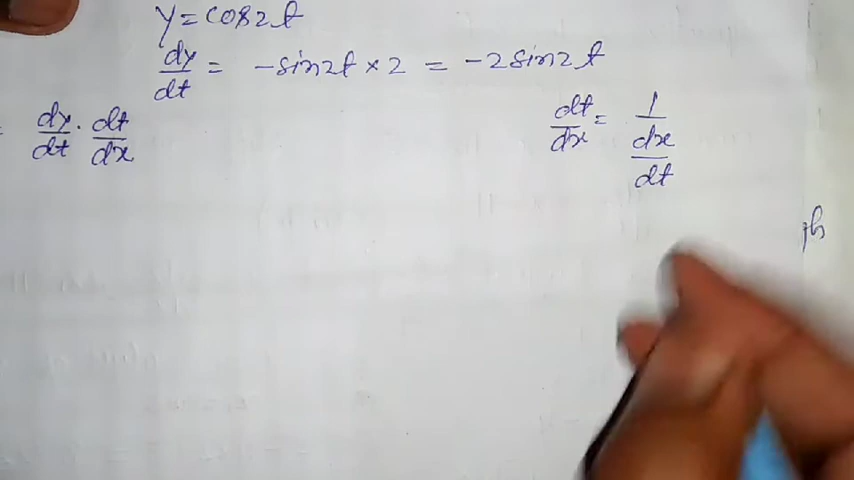 y = cos2t
dy/dt = -sin2t × 2 = -2sin2t
= dy/dt · dt/dx
dt/dx = 1/(dx/dt)